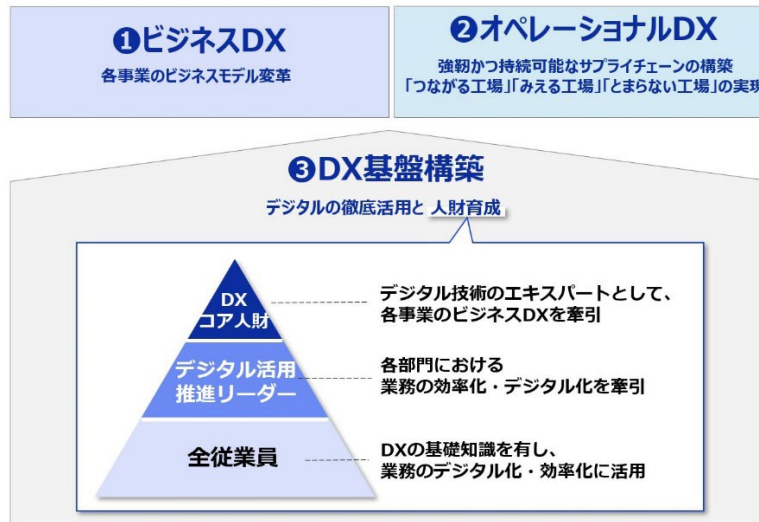 ❶ビジネスDX
各事業のビジネスモデル変革
❷オペレーショナルDX
強靭かつ持続可能なサプライチェーンの構築
「つながる工場」「みえる工場」「とまらない工場」の実現
❸DX基盤構築
デジタルの徹底活用と人財育成
DX
コア人財
デジタル技術のエキスパートとして、
各事業のビジネスDXを牽引
デジタル活用
推進リーダー
各部門における
業務の効率化・デジタル化を牽引
全従業員
DXの基礎知識を有し、
業務のデジタル化・効率化に活用